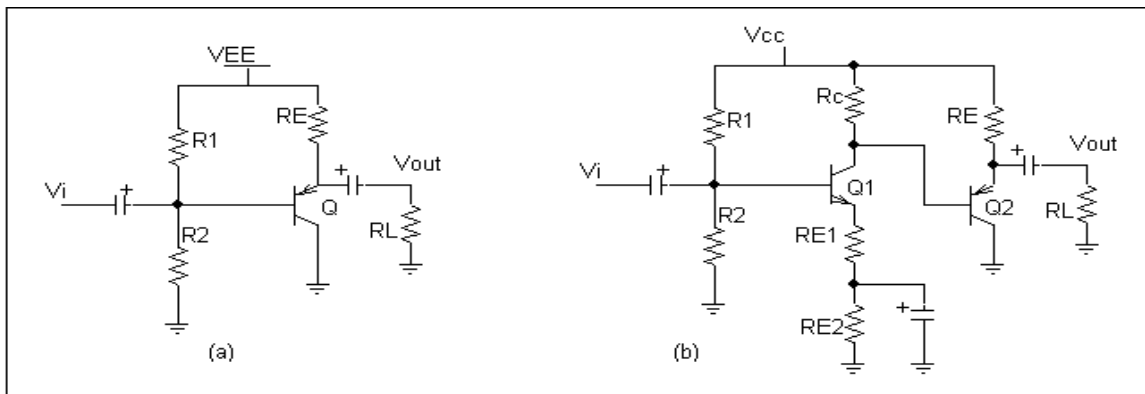 VEE
RE
R1
Vi
+
+
Vout
Q
R2
RL
(a)
Vcc
Rc
R1
RE
Vout
Vi
+
Q1
+
Q2
R2
RL
RE1
RE2
+
(b)